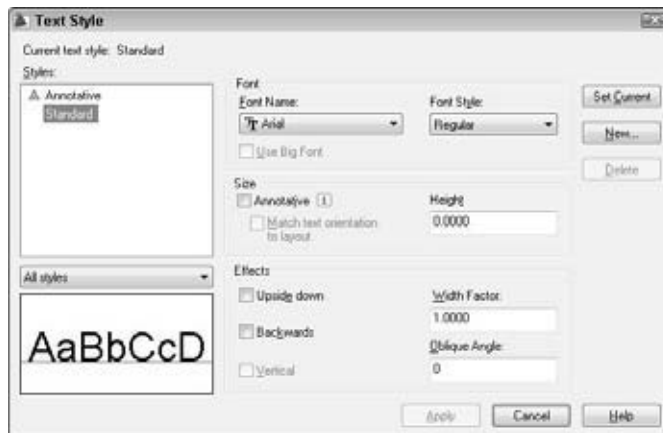 Text Style
Current text style: Standard
Styles:
Annotative
Standard
All styles
AaBbCcD
Font
Font Name:
Arial
Font Style:
Regular
Use Big Font
Size
Annotative
Match text orientation
to layout
Height
0.0000
Effects
Upside down
Backwards
Vertical
Width Factor:
1.0000
Oblique Angle:
0
Set Current
New...
Delete
Apply
Cancel
Help